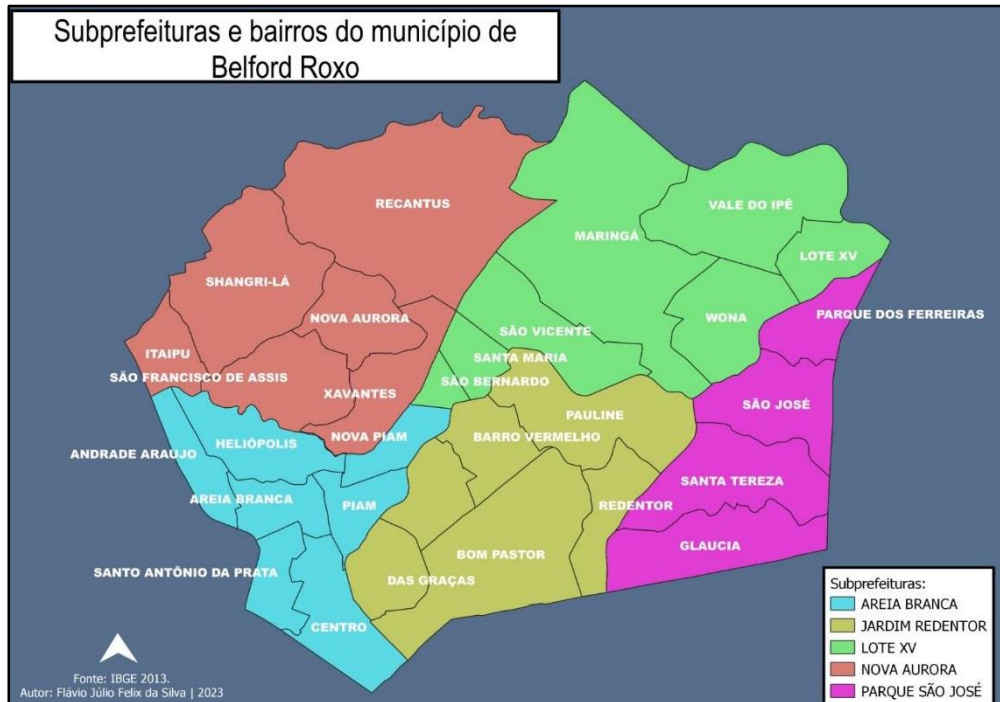 Subprefeituras e bairros do município de
Belford Roxo
RECANTUS
VALE DO IPÊ
MARINGÁ
LOTE XV
SHANGRI-LÁ
NOVA AURORA
WONA
PARQUE DOS FERREIRAS
SÃO VICENTE
ITAIPU
SANTA MARIA
SÃO FRANCISCO DE ASSIS
SÃO BERNARDO
XAVANTES
SÃO JOSÉ
PAULINE
NOVA PIAM
BARRO VERMELHO
HELIÓPOLIS
ANDRADE ARAUJO
SANTA TEREZA
AREIA BRANCA
PIAM
REDENTOR
GLAUCIA
BOM PASTOR
SANTO ANTÔNIO DA PRATA
DAS GRAÇAS
CENTRO
Subprefeituras:
AREIA BRANCA
JARDIM REDENTOR
LOTE XV
NOVA AURORA
PARQUE SÃO JOSÉ
Fonte: IBGE 2013.
Autor: Flávio Júlio Felix da Silva | 2023